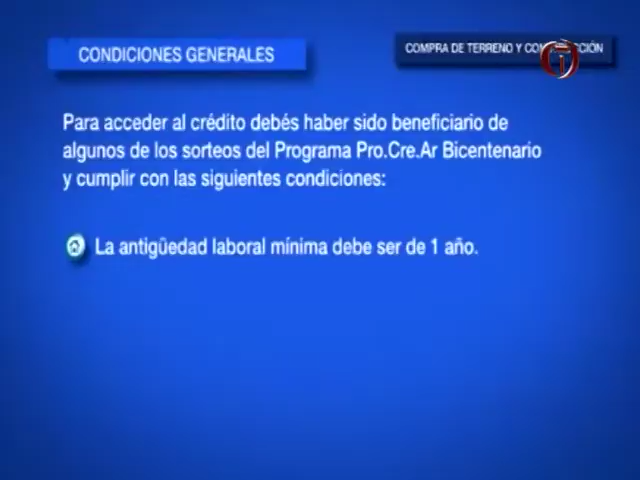 CONDICIONES GENERALES
COMPRA DE TERRENO Y
Para acceder al crédito debés haber sido beneficiario de
algunos de los sorteos del Programa Pro.Cre.Ar Bicentenario
y cumplir con las siguientes condiciones:
La antigüedad laboral mínima debe ser de 1 año.